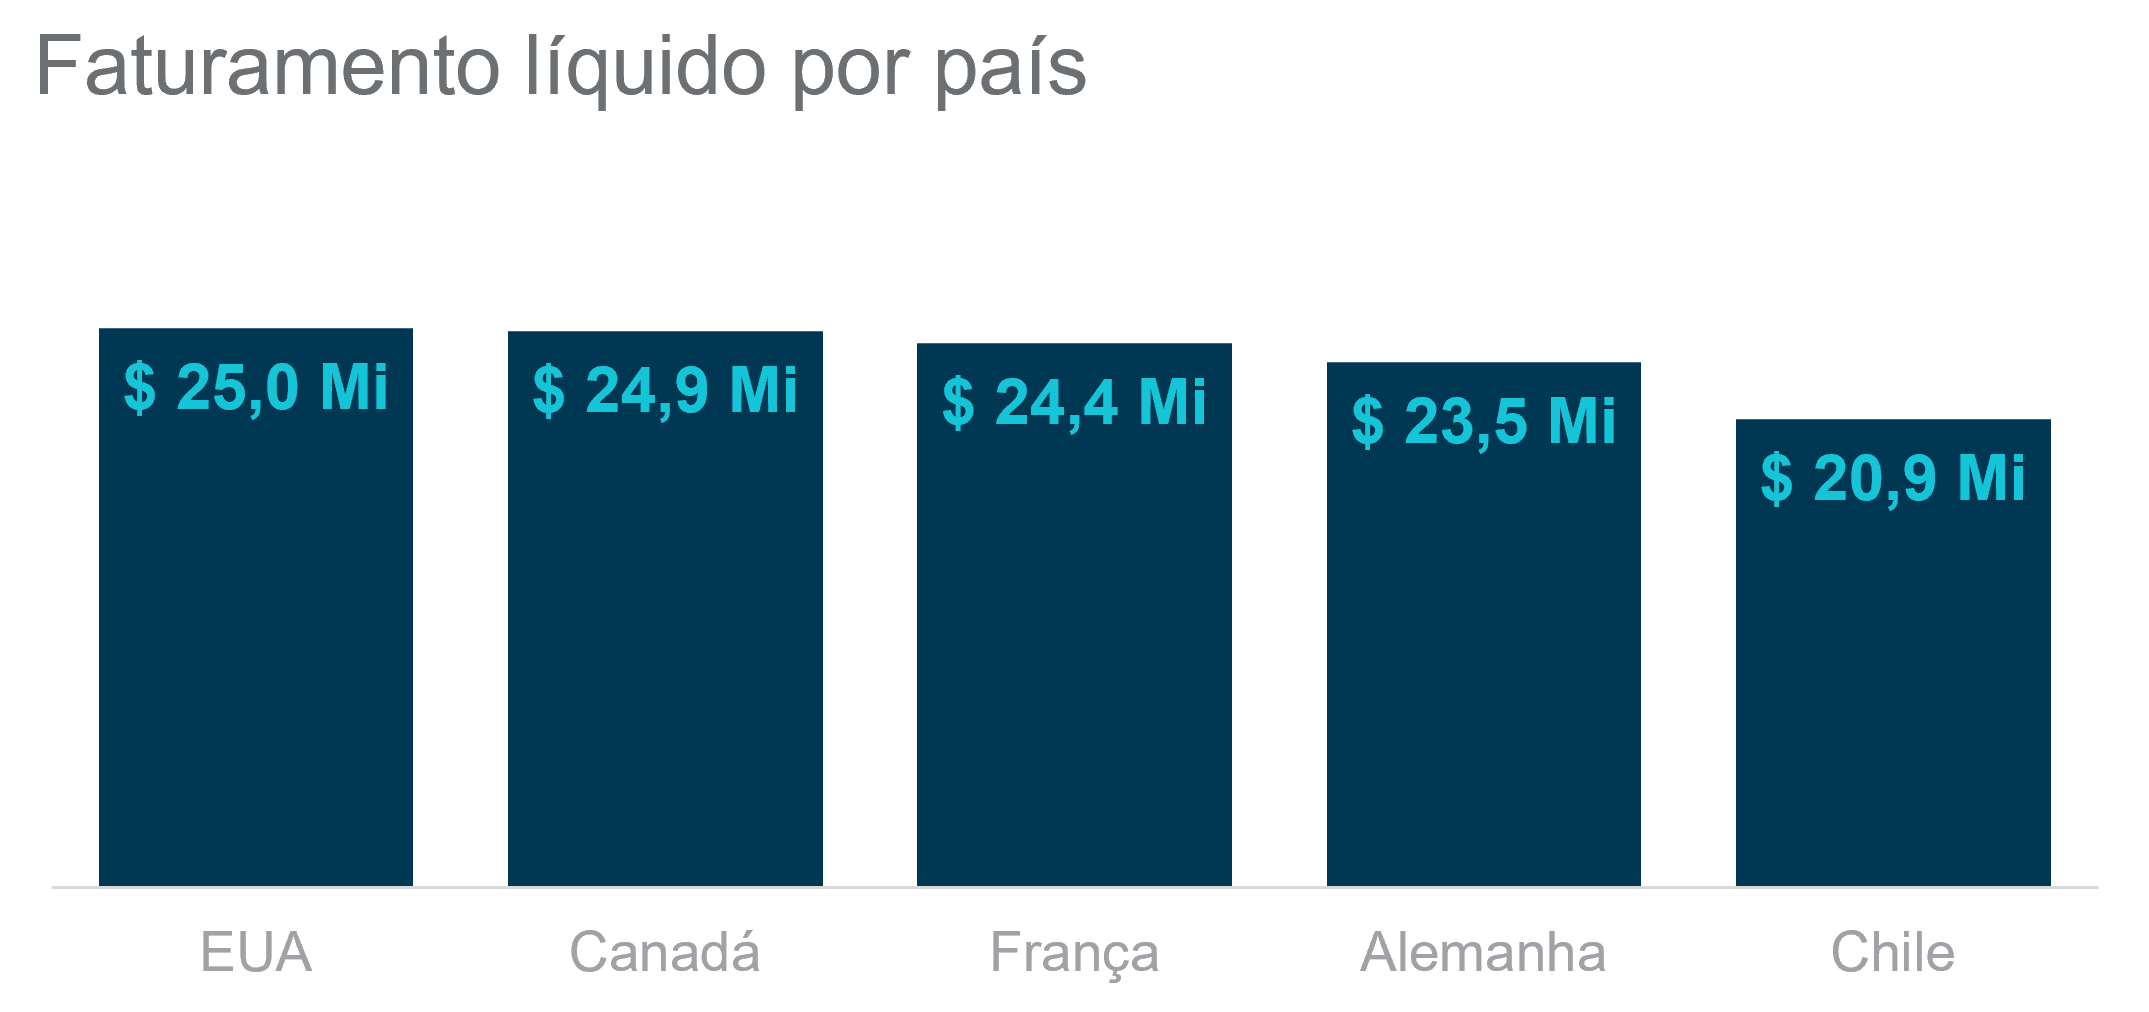 Faturamento líquido por país
$ 25,0 Mi
$ 24,9 Mi
$ 24,4 Mi
$ 23,5 Mi
$ 20,9 Mi
EUA
Canadá
França
Alemanha
Chile